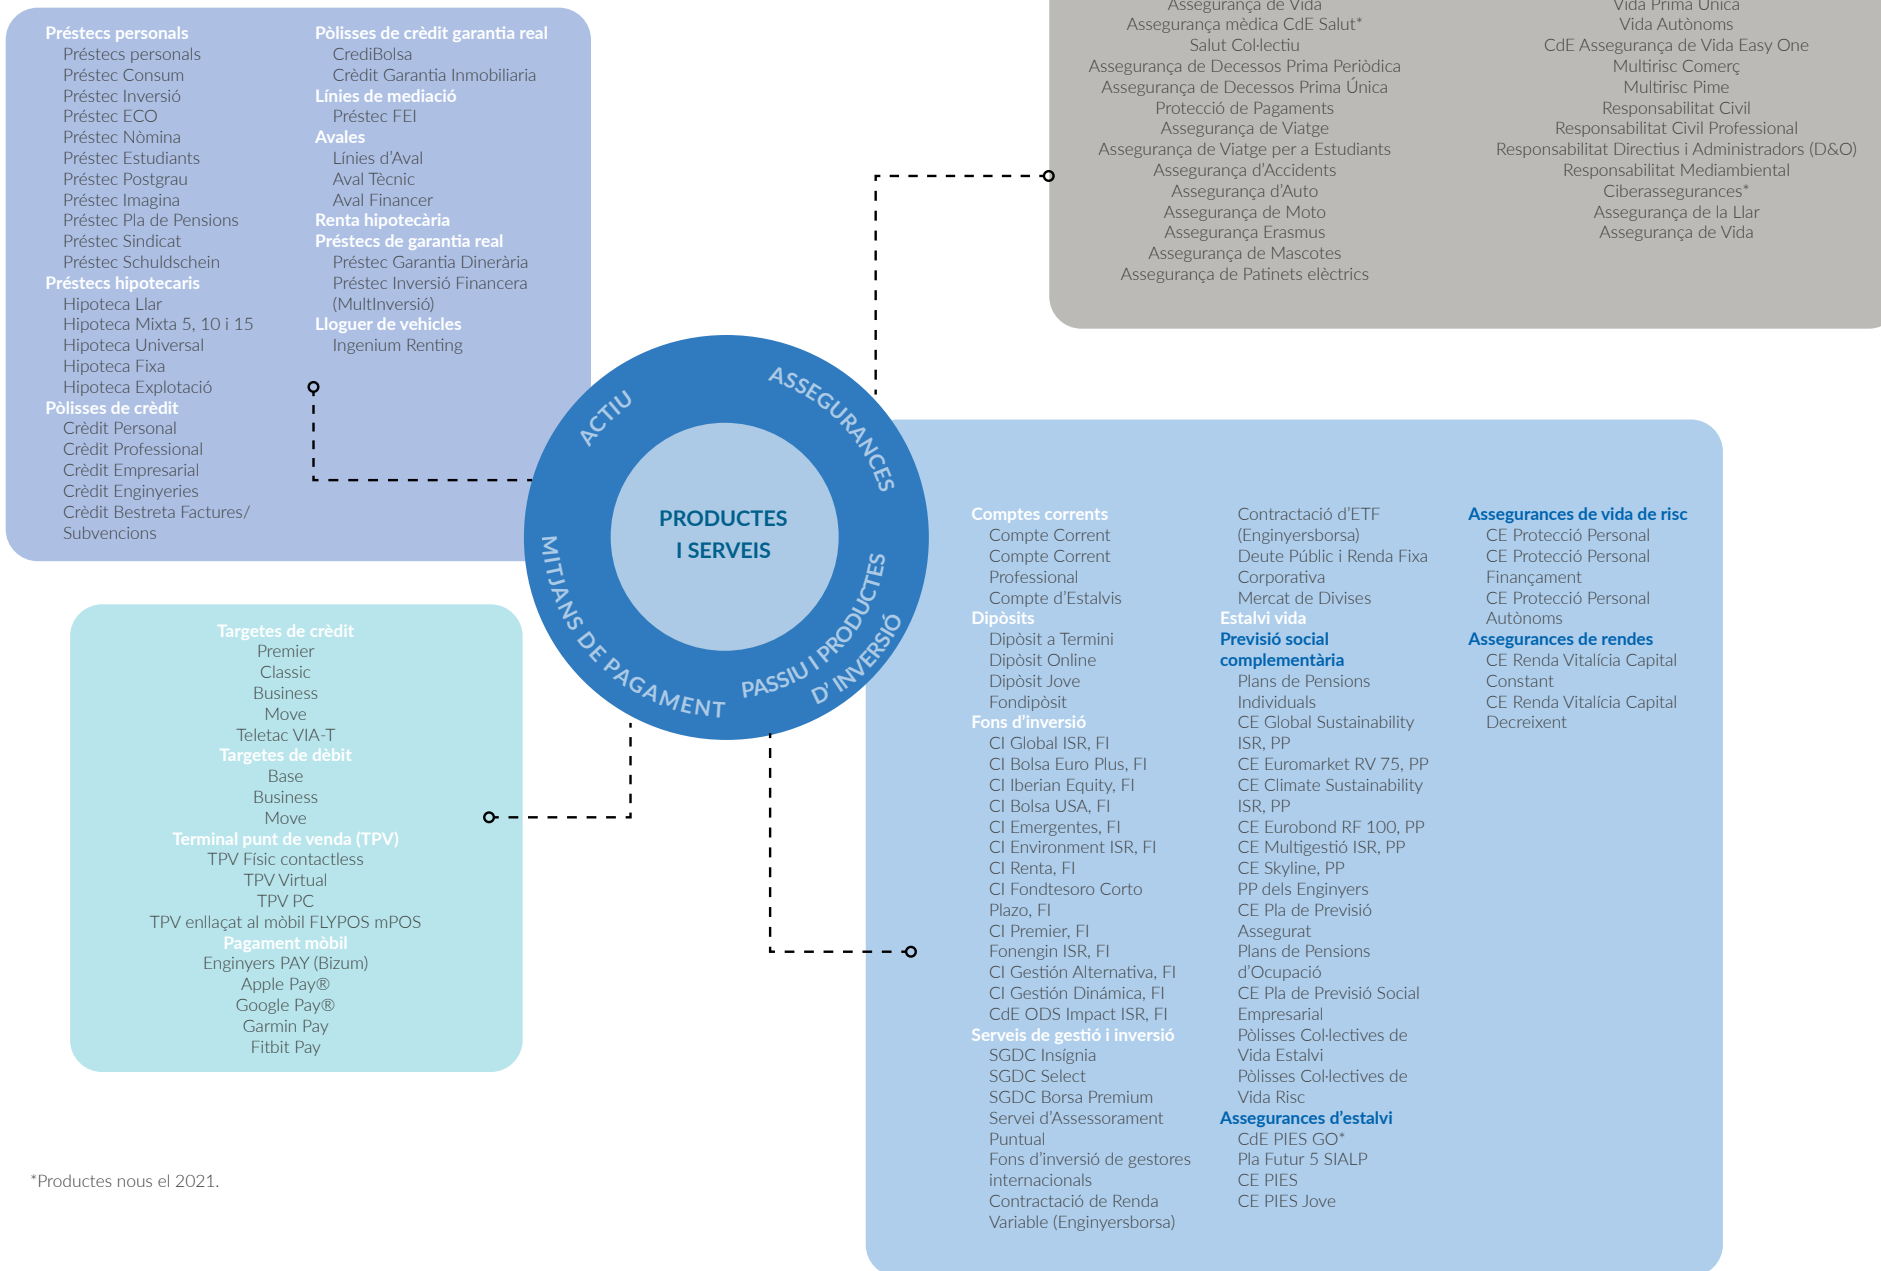 Préstecs personals
Préstecs personals
Préstec Consum
Préstec Inversió
Préstec ECO
Préstec Nòmina
Préstec Estudiants
Préstec Postgrau
Préstec Imagina
Préstec Pla de Pensions
Préstec Sindicat
Préstec Schuldschein
Préstecs hipotecaris
Hipoteca Llar
Hipoteca Mixta 5, 10 i 15
Hipoteca Universal
Hipoteca Fixa
Hipoteca Explotació
Pòlisses de crèdit
Crèdit Personal
Crèdit Professional
Crèdit Empresarial
Crèdit Enginyeries
Crèdit Bestreta Factures/
Subvencions
Pòlisses de crèdit garantia real
CrediBolsa
Crèdit Garantia Inmobiliaria
Línies de mediació
Préstec FEI
Avales
Línies d'Aval
Aval Tècnic
Aval Financer
Renta hipotecària
Préstecs de garantia real
Préstec Garantia Dinerària
Préstec Inversió Financera
(MultInversió)
Lloguer de vehicles
Ingenium Renting
Assegurança de Vida
Assegurança mèdica CdE Salut*
Salut Col·lectiu
Assegurança de Decessos Prima Periòdica
Assegurança de Decessos Prima Única
Protecció de Pagaments
Assegurança de Viatge
Assegurança de Viatge per a Estudiants
Assegurança d'Accidents
Assegurança d'Auto
Assegurança de Moto
Assegurança Erasmus
Assegurança de Mascotes
Assegurança de Patinets elèctrics
Vida Prima Única
Vida Autònoms
CdE Assegurança de Vida Easy One
Multirisc Comerç
Multirisc Pime
Responsabilitat Civil
Responsabilitat Civil Professional
Responsabilitat Directius i Administradors (D&O)
Responsabilitat Mediambiental
Ciberassegurances*
Assegurança de la Llar
Assegurança de Vida
ACTIU
ASSEGURANCES
PRODUCTES
I SERVEIS
MITJANS DE PAGAMENT
PASSIU I PRODUCTES
D' INVERSIÓ
Targetes de crèdit
Premier
Classic
Business
Move
Teletac VIA-T
Targetes de dèbit
Base
Business
Move
Terminal punt de venda (TPV)
TPV Físic contactless
TPV Virtual
TPV PC
TPV enllaçat al mòbil FLYPOS mPOS
Pagament mòbil
Enginyers PAY (Bizum)
Apple Pay®
Google Pay®
Garmin Pay
Fitbit Pay
Comptes corrents
Compte Corrent
Compte Corrent
Professional
Compte d'Estalvis
Dipòsits
Dipòsit a Termini
Dipòsit Online
Dipòsit Jove
Fondipòsit
Fons d'inversió
CI Global ISR, FI
CI Bolsa Euro Plus, FI
CI Iberian Equity, FI
CI Bolsa USA, FI
CI Emergentes, FI
CI Environment ISR, FI
CI Renta, FI
CI Fondtesoro Corto
Plazo, FI
CI Premier, FI
Fonengin ISR, FI
CI Gestión Alternativa, FI
CI Gestión Dinámica, FI
CdE ODS Impact ISR, FI
Serveis de gestió i inversió
SGDC Insígnia
SGDC Select
SGDC Borsa Premium
Servei d'Assessorament
Puntual
Fons d'inversió de gestores
internacionals
Contractació de Renda
Variable (Enginyersborsa)
Contractació d'ETF
(Enginyersborsa)
Deute Públic i Renda Fixa
Corporativa
Mercat de Divises
Estalvi vida
Previsió social
complementària
Plans de Pensions
Individuals
CE Global Sustainability
ISR, PP
CE Euromarket RV 75, PP
CE Climate Sustainability
ISR, PP
CE Eurobond RF 100, PP
CE Multigestió ISR, PP
CE Skyline, PP
PP dels Enginyers
CE Pla de Previsió
Assegurat
Plans de Pensions
d'Ocupació
CE Pla de Previsió Social
Empresarial
Pòlisses Col·lectives de
Vida Estalvi
Pòlisses Col·lectives de
Vida Risc
Assegurances d'estalvi
CdE PIES GO*
Pla Futur 5 SIALP
CE PIES
CE PIES Jove
Assegurances de vida de risc
CE Protecció Personal
CE Protecció Personal
Finançament
CE Protecció Personal
Autònoms
Assegurances de rendes
CE Renda Vitalícia Capital
Constant
CE Renda Vitalícia Capital
Decreixent
*Productes nous el 2021.